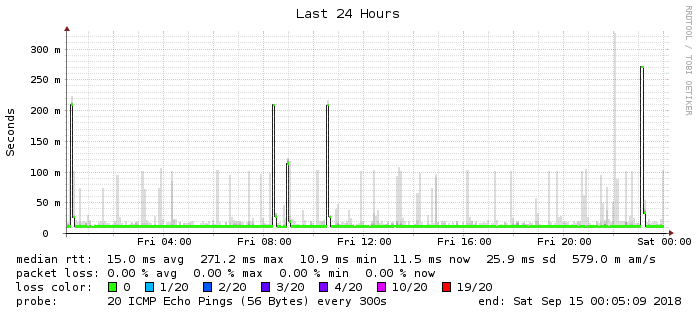 Last 24 Hours
RRDTOOL / TOBI OETIKER
Seconds
300 m
250 m
200 m
150 m
100 m
50 m
0
Fri 04:00 Fri 08:00 Fri 12:00 Fri 16:00 Fri 20:00 Sat 00:00
median rtt: 15.0 ms avg 271.2 ms max 10.9 ms min 11.5 ms now 25.9 ms sd 579.0 m am/s
packet loss: 0.00 % avg 0.00 % max 0.00 % min 0.00 % now
loss color: 0 1/20 2/20 3/20 4/20 10/20 19/20
probe: 20 ICMP Echo Pings (56 Bytes) every 300s end: Sat Sep 15 00:05:09 2018